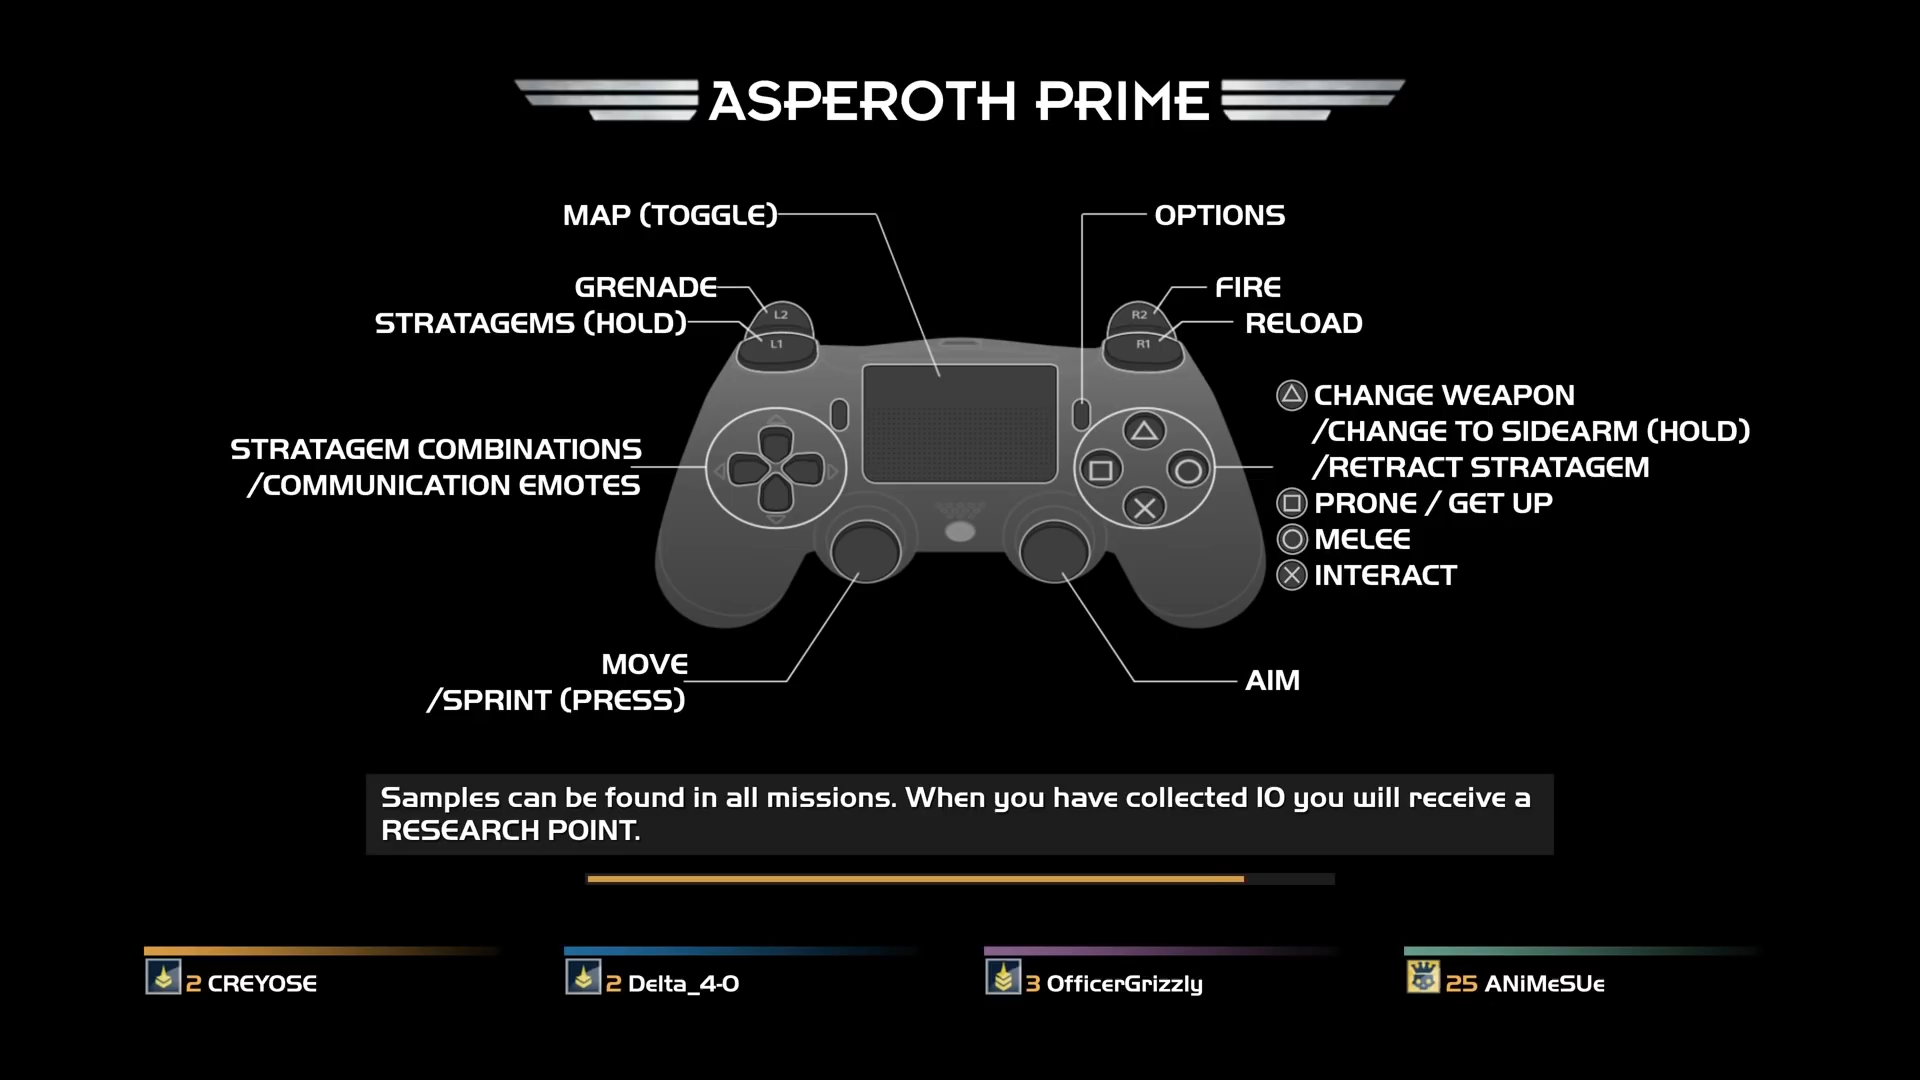 ASPEROTH PRIME
MAP (TOGGLE)
OPTIONS
GRENADE
FIRE
STRATAGEMS (HOLD)
RELOAD
L2
R2
L1
R1
CHANGE WEAPON
/CHANGE TO SIDEARM (HOLD)
/RETRACT STRATAGEM
STRATAGEM COMBINATIONS
/COMMUNICATION EMOTES
PRONE / GET UP
MELEE
INTERACT
MOVE
/SPRINT (PRESS)
AIM
Samples can be found in all missions. When you have collected 10 you will receive a
RESEARCH POINT.
2 CREYOSE
2 Delta_4-0
3 OfficerGrizzly
25 ANiMeSUe